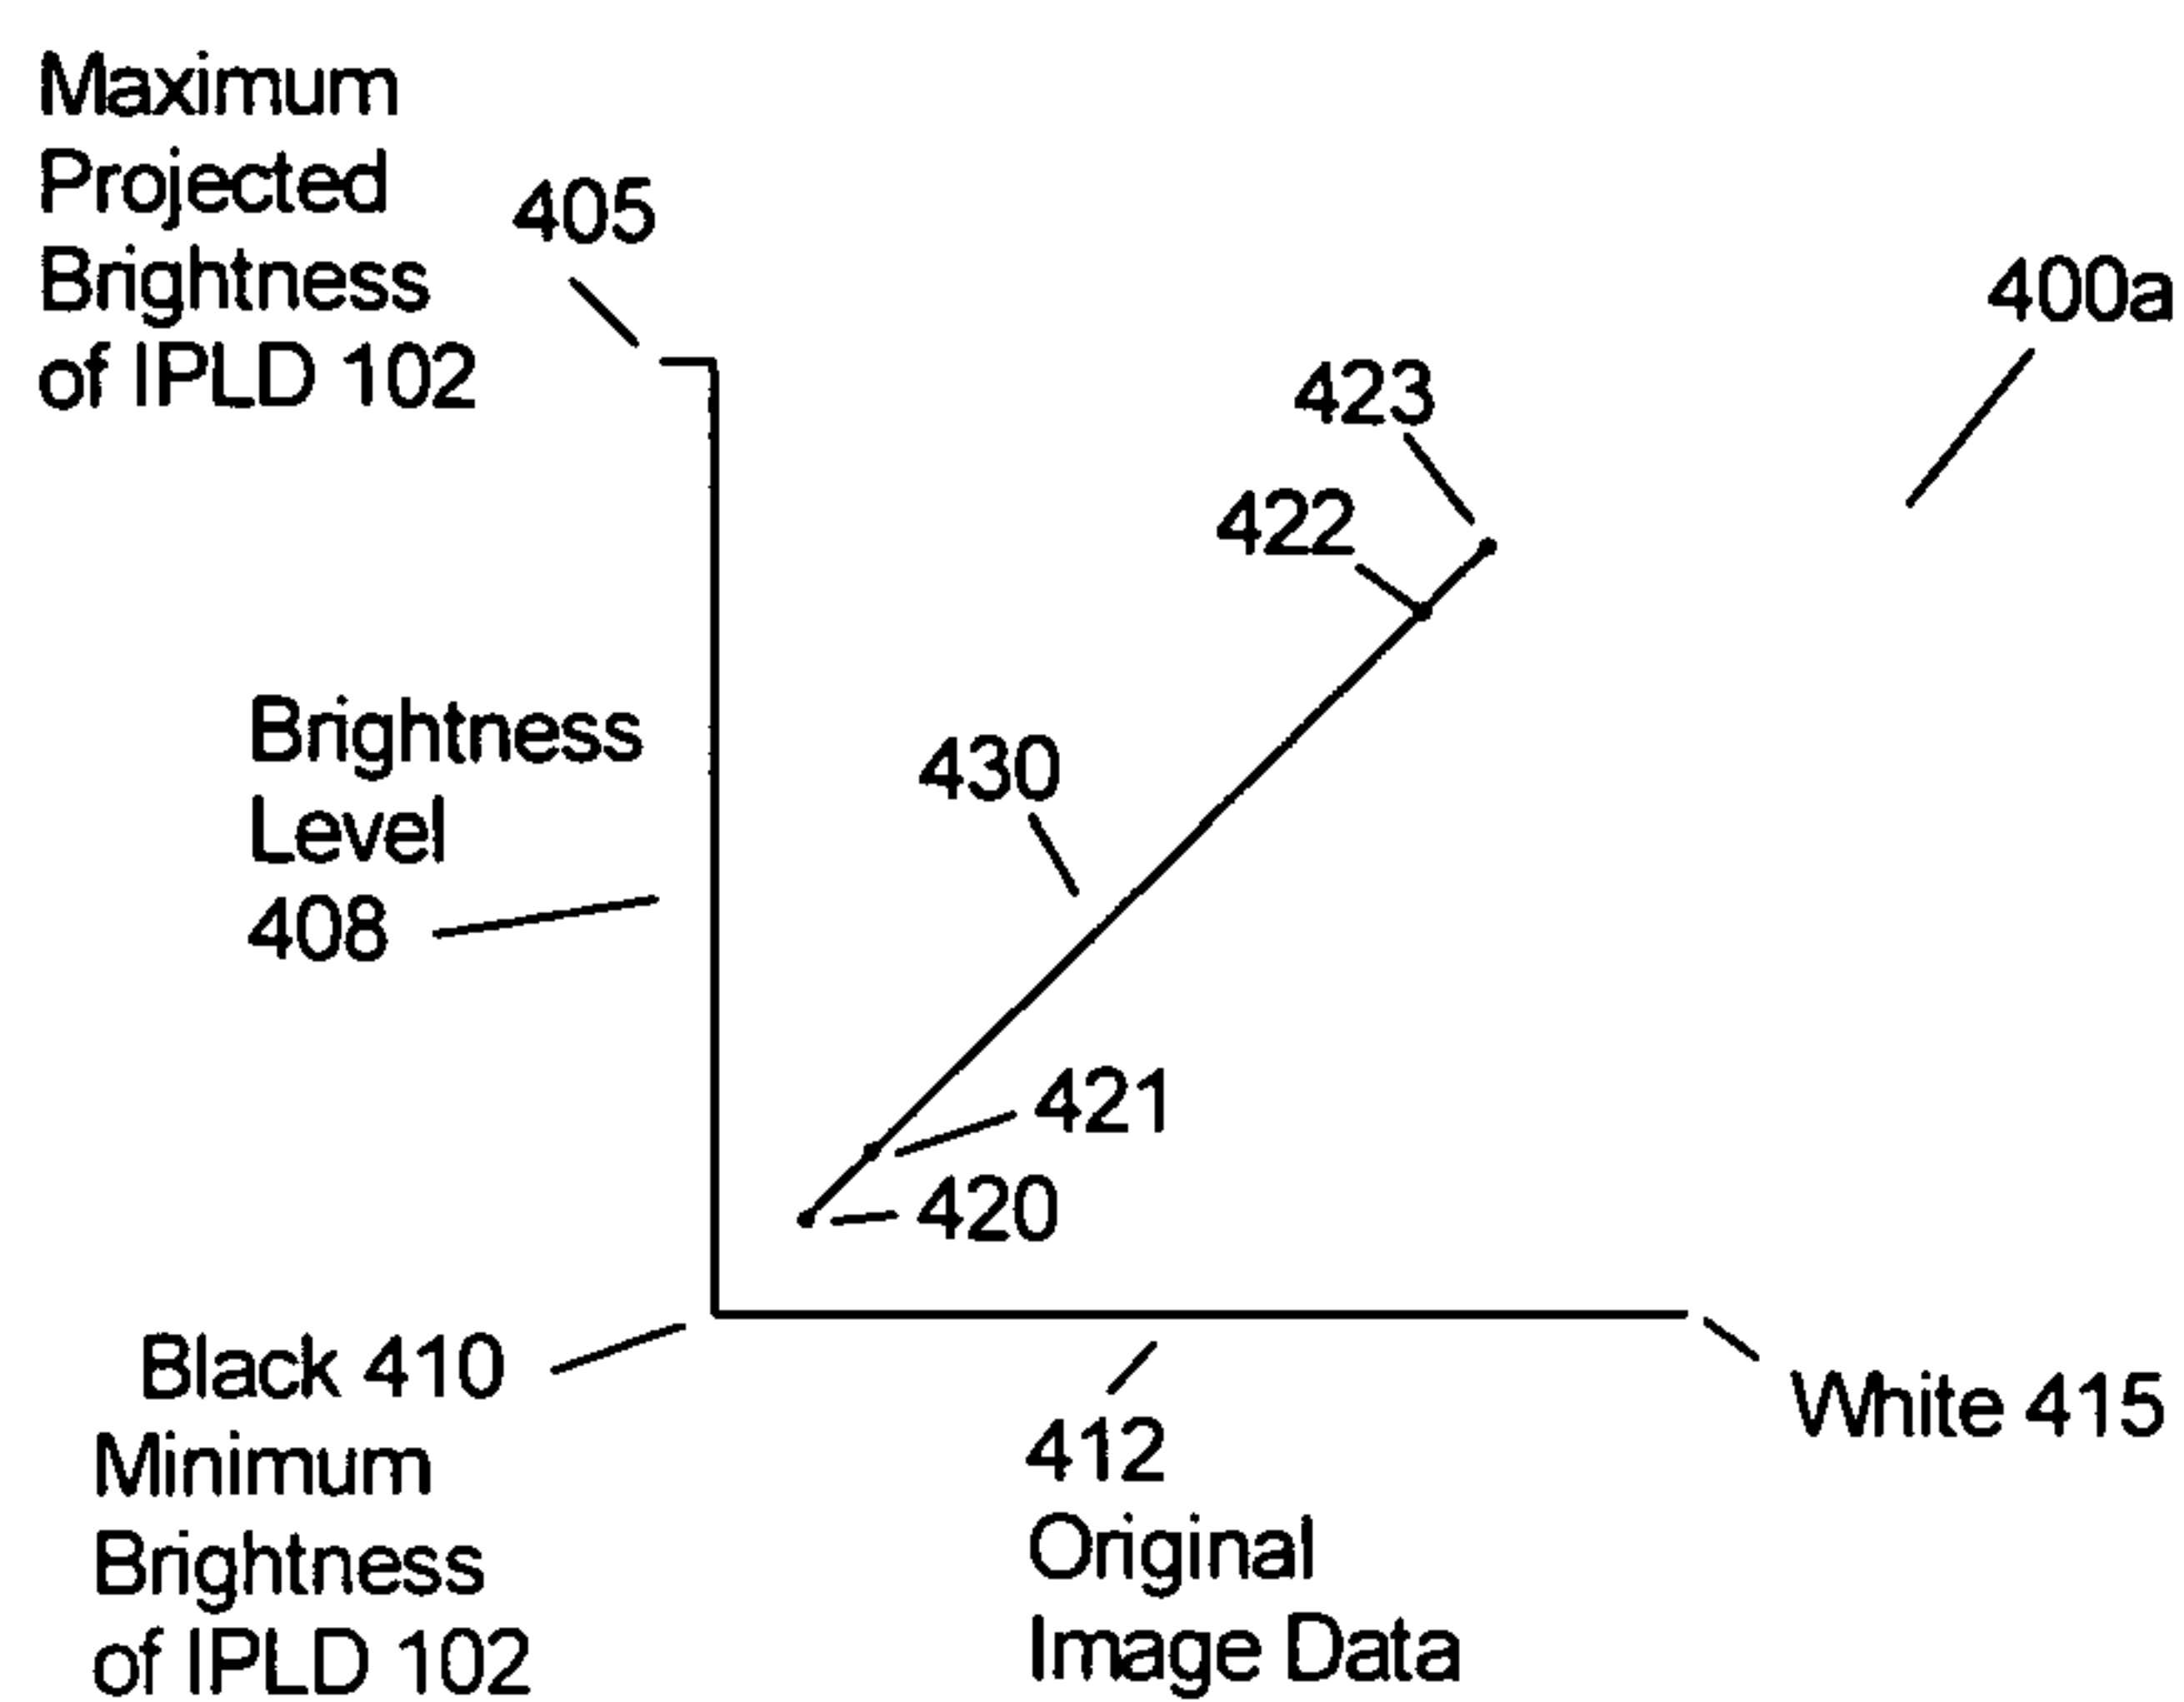 Maximum
Projected
Brightness
of IPLD 102
405
400a
423
422
Brightness
Level
408
430
421
420
Black 410
Minimum
Brightness
of IPLD 102
412
Original
Image Data
White 415